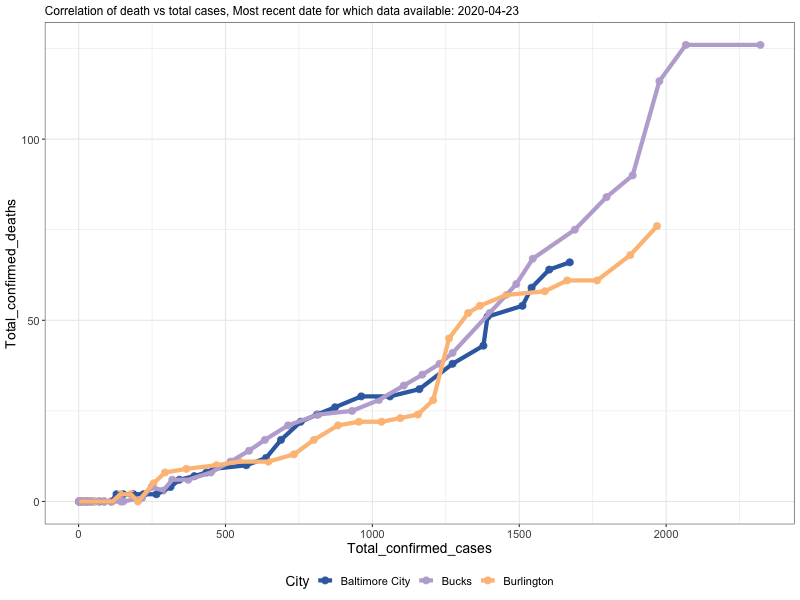 Correlation of death vs total cases, Most recent date for which data available: 2020-04-23
Total_confirmed_deaths
100
50
0
0 500 1000 1500 2000
Total_confirmed_cases
City Baltimore City Bucks Burlington